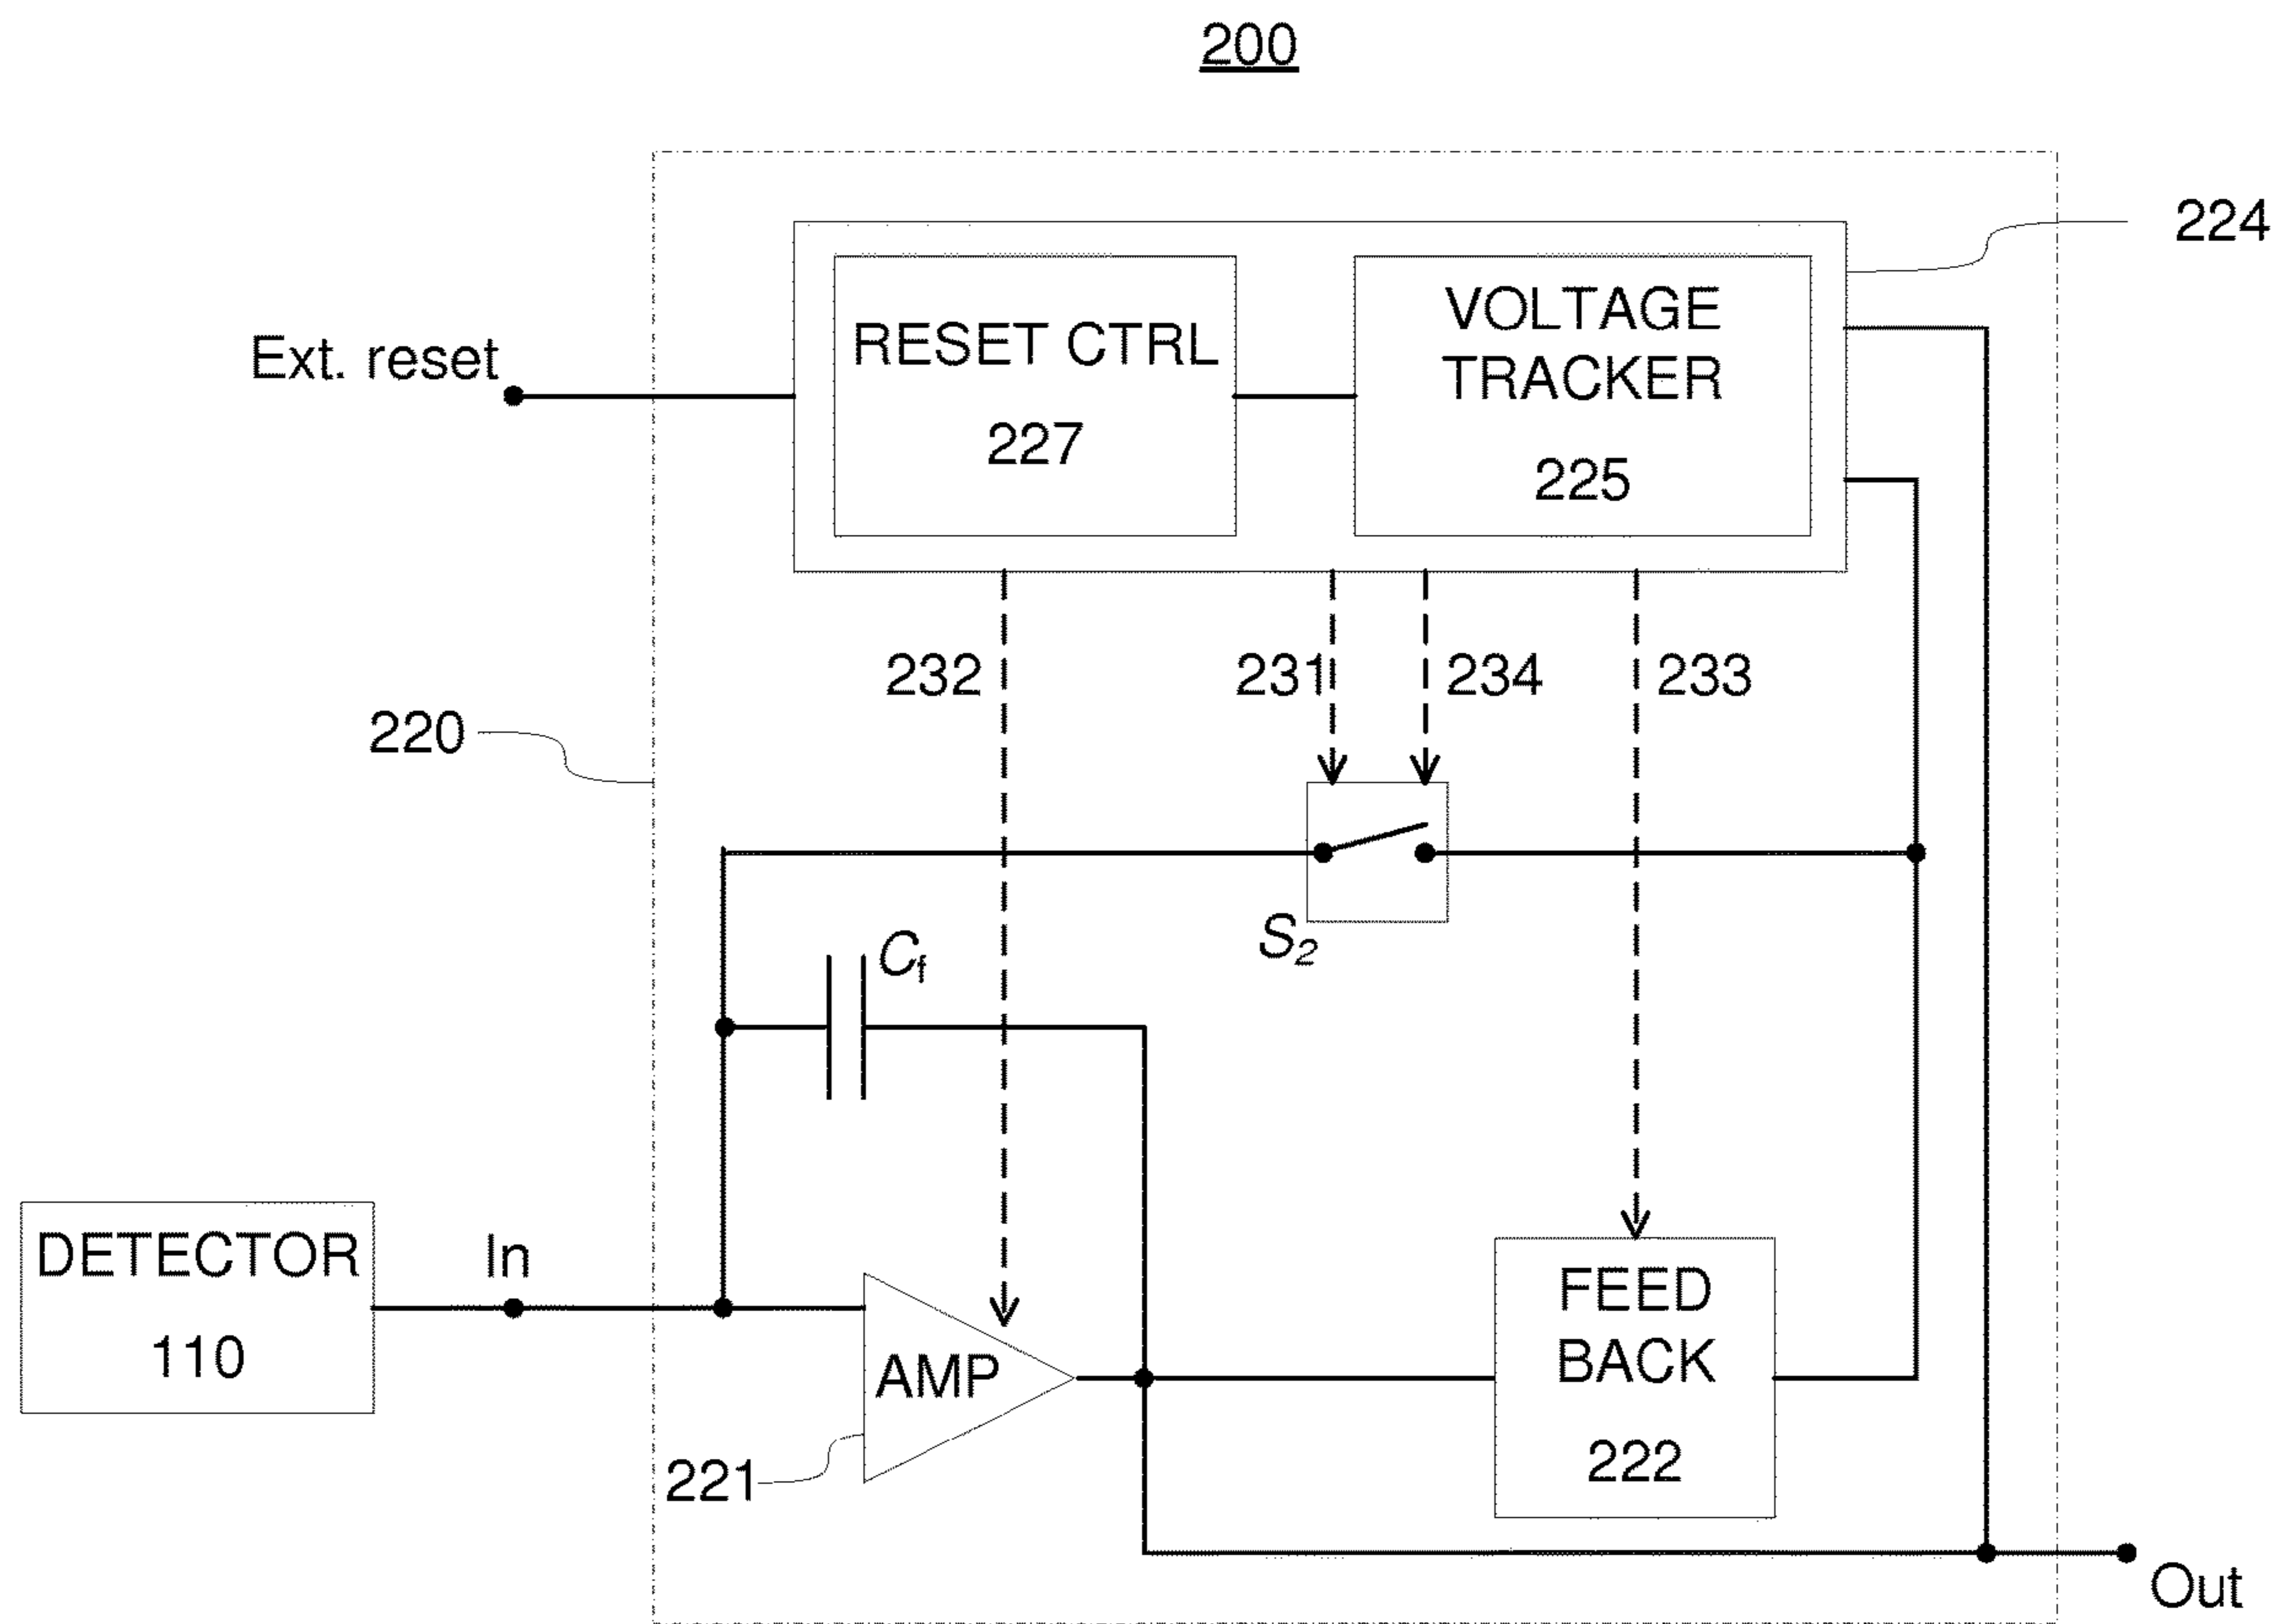 200
224
Ext. reset
RESET CTRL
227
VOLTAGE
TRACKER
225
232
231
234
233
220
S2
Cf
DETECTOR
110
In
AMP
221
FEED
BACK
222
Out